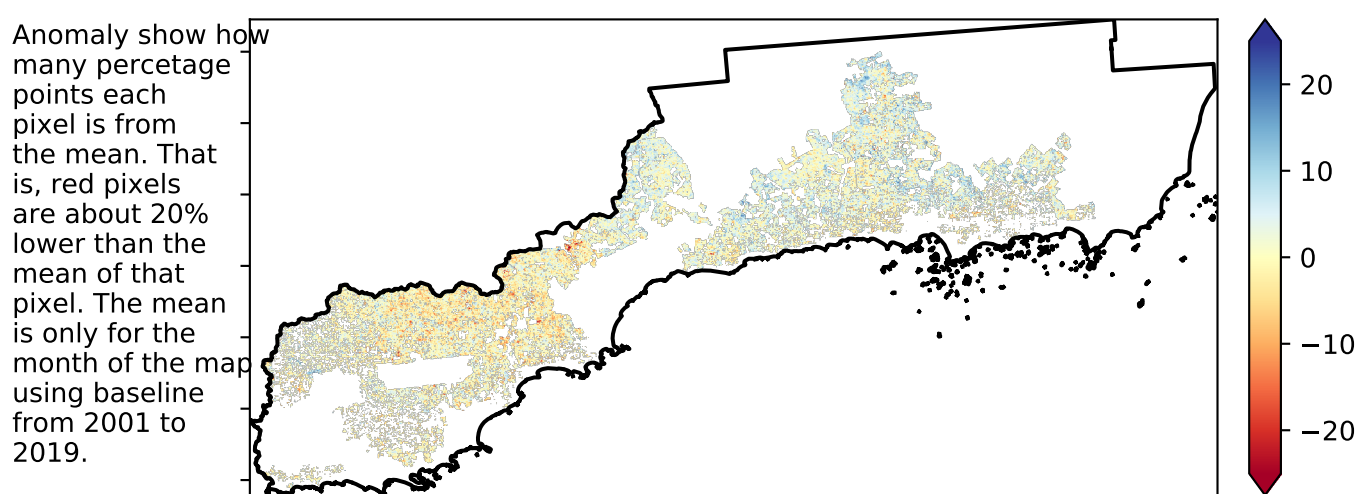 Anomaly show how
many percetage
points each
pixel is from
the mean. That
is, red pixels
are about 20%
lower than the
mean of that
pixel. The mean
is only for the
month of the map
using baseline
from 2001 to
2019.
20
10
0
−10
−20